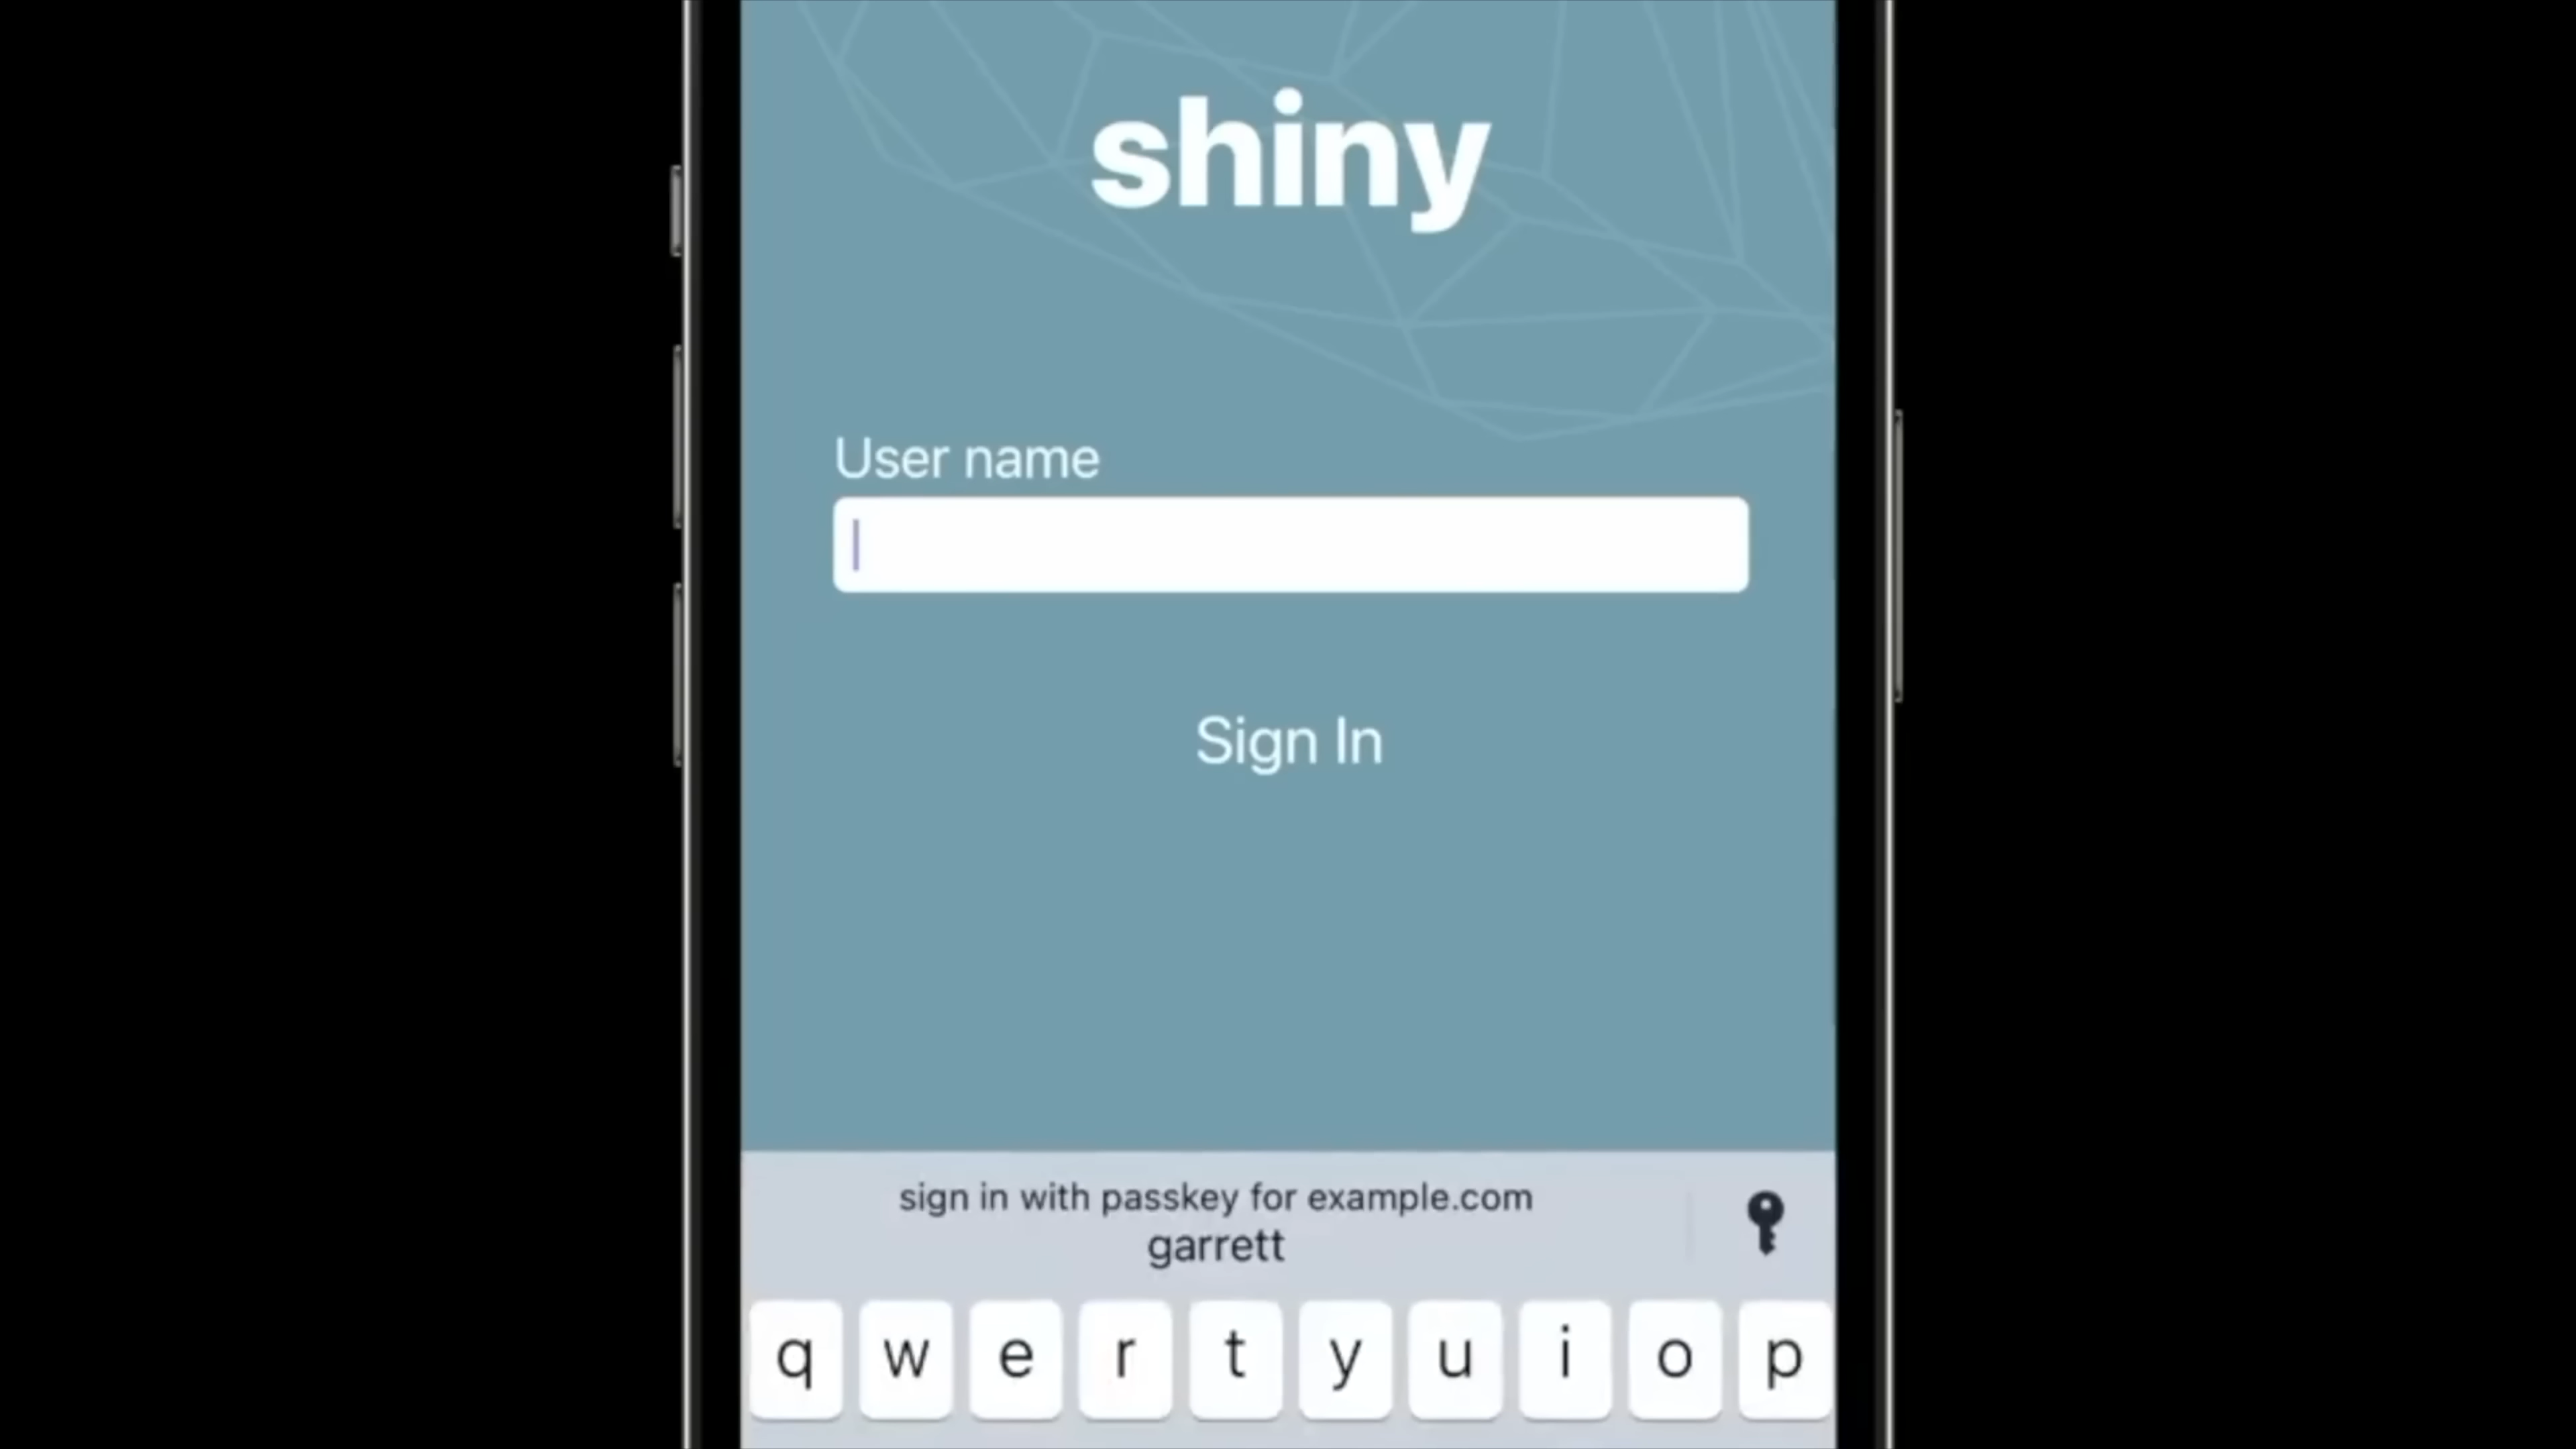 shiny
User name
Sign In
sign in with passkey for example.com
garrett
q w e r t y u i o p